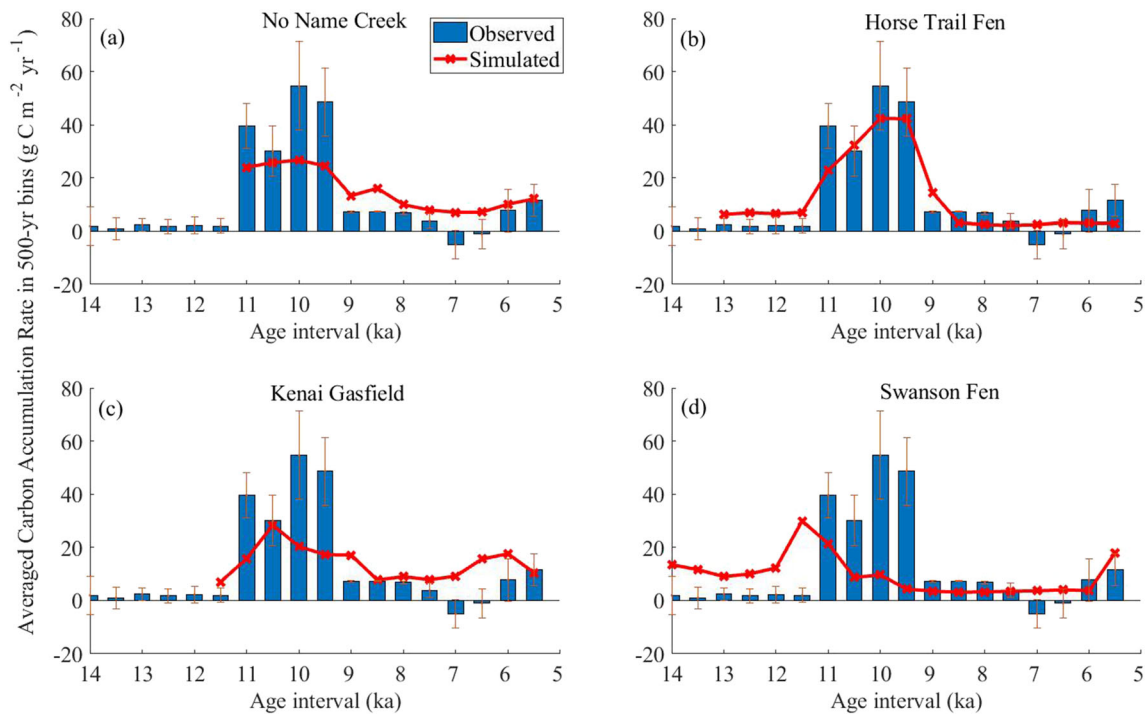 No Name Creek
(a)
Observed
Simulated
80
60
40
20
0
-20
14 13 12 11 10 9 8 7 6 5
Age interval (ka)
Horse Trail Fen
(b)
80
60
40
20
0
-20
14 13 12 11 10 9 8 7 6 5
Age interval (ka)
Averaged Carbon Accumulation Rate in 500-yr bins (g C m⁻² yr⁻¹)
Kenai Gasfield
(c)
80
60
40
20
0
-20
14 13 12 11 10 9 8 7 6 5
Age interval (ka)
Swanson Fen
(d)
80
60
40
20
0
-20
14 13 12 11 10 9 8 7 6 5
Age interval (ka)